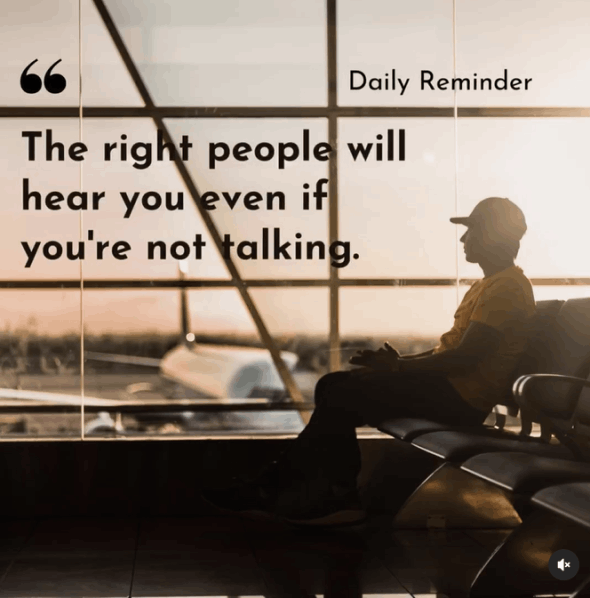 Daily Reminder
The right people will
hear you even if
you're not talking.